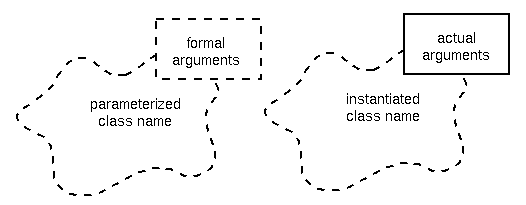 formal
arguments
parameterized
class name
actual
arguments
instantiated
class name